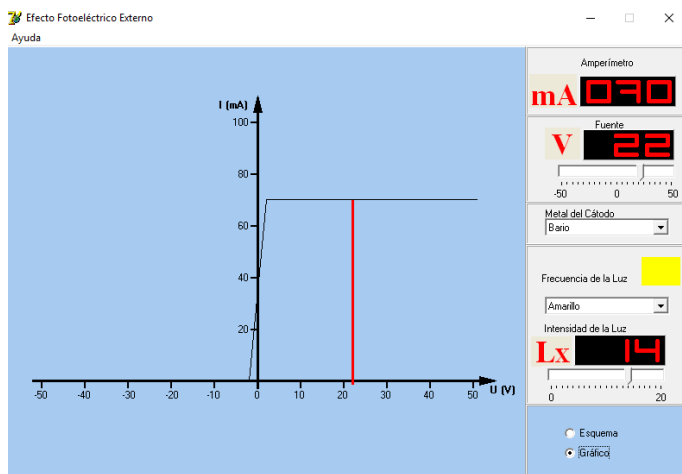 Efecto Fotoeléctrico Externo
Ayuda
I (mA)
100
80
60
40
20
-50 -40 -30 -20 -10 0 10 20 30 40 50
U (V)
Amperímetro
mA 070
Fuente
V 22
-50 0 50
Metal del Cátodo
Bario
Frecuencia de la Luz
Amarillo
Intensidad de la Luz
Lx 14
0 20
Esquema
Gráfico